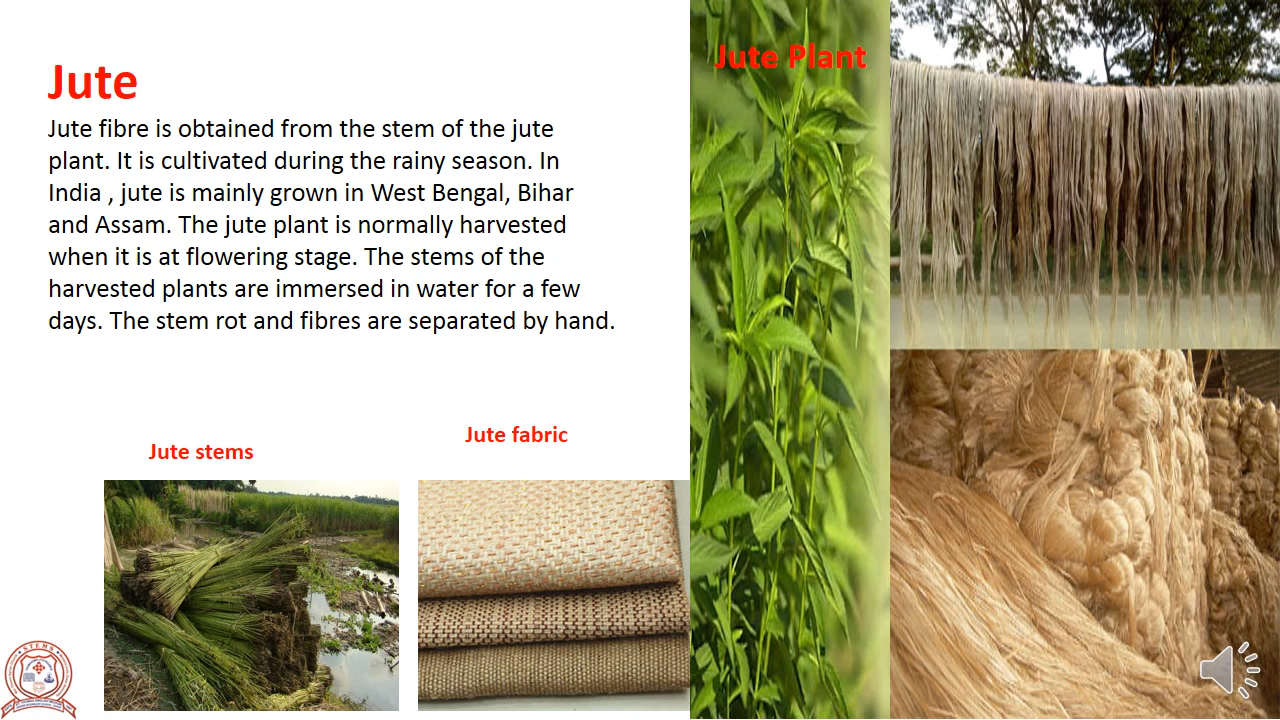 Jute
Jute fibre is obtained from the stem of the jute
plant. It is cultivated during the rainy season. In
India , jute is mainly grown in West Bengal, Bihar
and Assam. The jute plant is normally harvested
when it is at flowering stage. The stems of the
harvested plants are immersed in water for a few
days. The stem rot and fibres are separated by hand.
Jute stems
Jute fabric
Jute Plant
STEMS